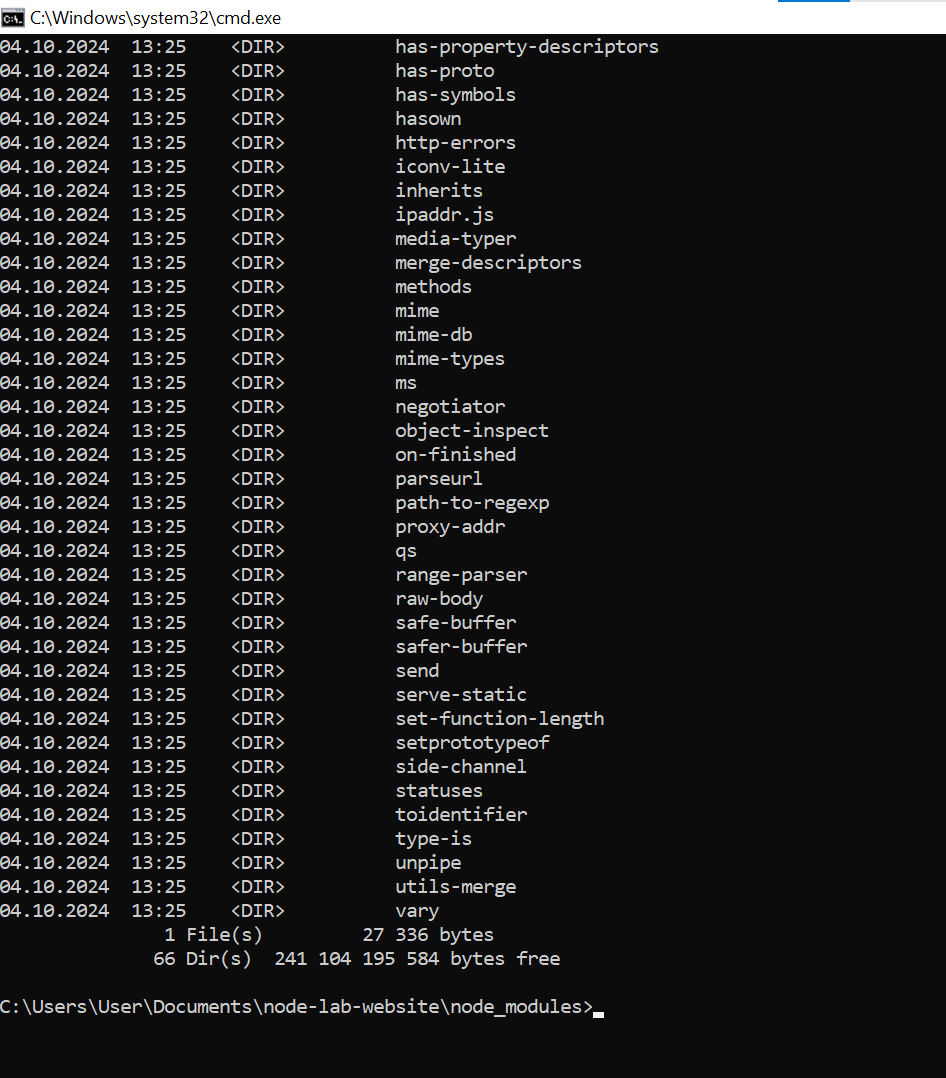 C:\Windows\system32\cmd.exe
04.10.2024  13:25    <DIR>          has-property-descriptors
04.10.2024  13:25    <DIR>          has-proto
04.10.2024  13:25    <DIR>          has-symbols
04.10.2024  13:25    <DIR>          hasown
04.10.2024  13:25    <DIR>          http-errors
04.10.2024  13:25    <DIR>          iconv-lite
04.10.2024  13:25    <DIR>          inherits
04.10.2024  13:25    <DIR>          ipaddr.js
04.10.2024  13:25    <DIR>          media-typer
04.10.2024  13:25    <DIR>          merge-descriptors
04.10.2024  13:25    <DIR>          methods
04.10.2024  13:25    <DIR>          mime
04.10.2024  13:25    <DIR>          mime-db
04.10.2024  13:25    <DIR>          mime-types
04.10.2024  13:25    <DIR>          ms
04.10.2024  13:25    <DIR>          negotiator
04.10.2024  13:25    <DIR>          object-inspect
04.10.2024  13:25    <DIR>          on-finished
04.10.2024  13:25    <DIR>          parseurl
04.10.2024  13:25    <DIR>          path-to-regexp
04.10.2024  13:25    <DIR>          proxy-addr
04.10.2024  13:25    <DIR>          qs
04.10.2024  13:25    <DIR>          range-parser
04.10.2024  13:25    <DIR>          raw-body
04.10.2024  13:25    <DIR>          safe-buffer
04.10.2024  13:25    <DIR>          safer-buffer
04.10.2024  13:25    <DIR>          send
04.10.2024  13:25    <DIR>          serve-static
04.10.2024  13:25    <DIR>          set-function-length
04.10.2024  13:25    <DIR>          setprototypeof
04.10.2024  13:25    <DIR>          side-channel
04.10.2024  13:25    <DIR>          statuses
04.10.2024  13:25    <DIR>          toidentifier
04.10.2024  13:25    <DIR>          type-is
04.10.2024  13:25    <DIR>          unpipe
04.10.2024  13:25    <DIR>          utils-merge
04.10.2024  13:25    <DIR>          vary
               1 File(s)         27 336 bytes
              66 Dir(s)  241 104 195 584 bytes free
C:\Users\User\Documents\node-lab-website\node_modules>